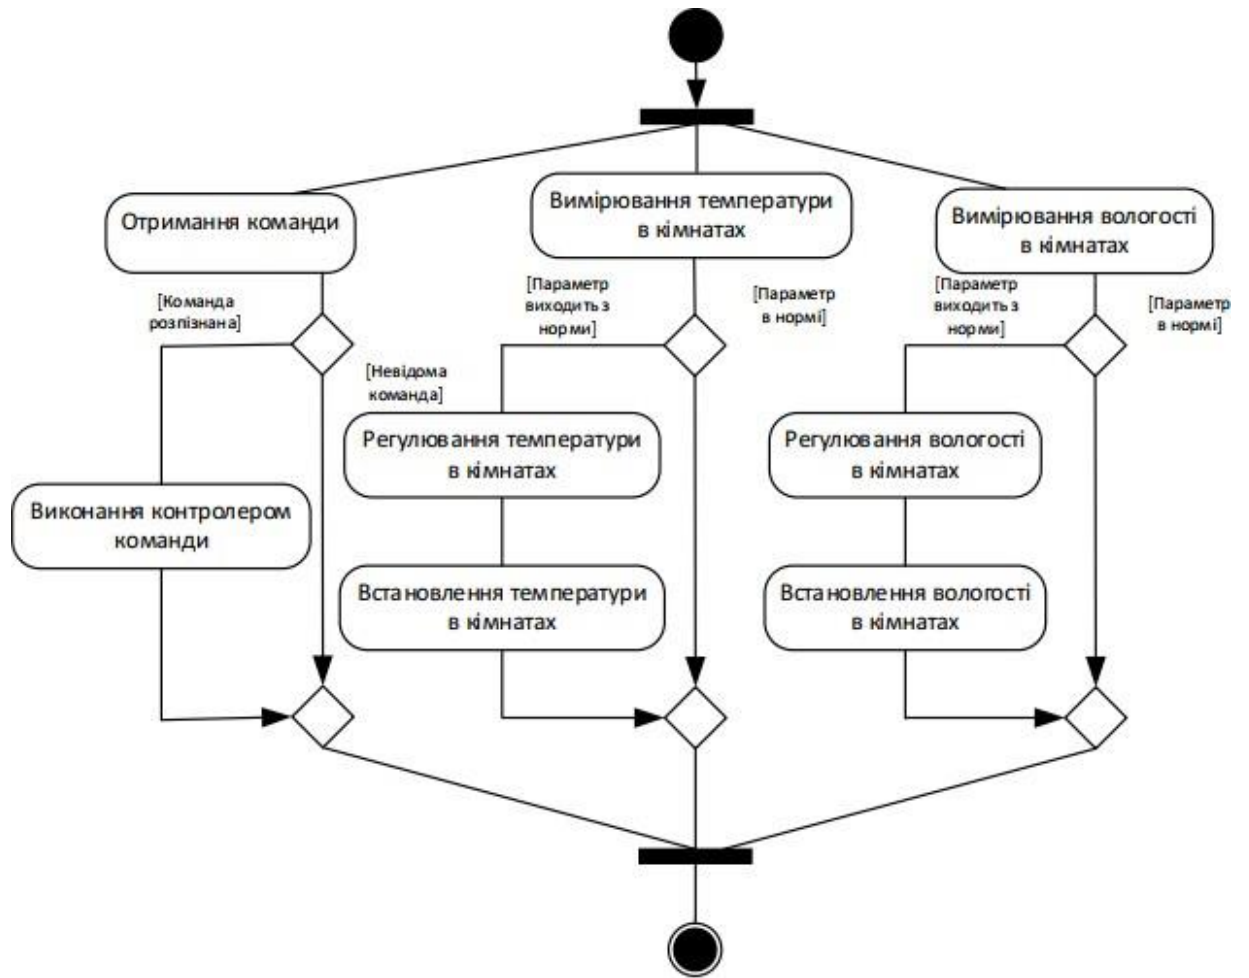 Отримання команди
Вимірювання температури
в кімнатах
Вимірювання вологості
в кімнатах
[Команда
розпізнана]
[Параметр
виходить з
норми]
[Параметр
в нормі]
[Параметр
виходить з
норми]
[Параметр
в нормі]
[Невідома
команда]
Регулювання температури
в кімнатах
Регулювання вологості
в кімнатах
Виконання контролером
команди
Встановлення температури
в кімнатах
Встановлення вологості
в кімнатах